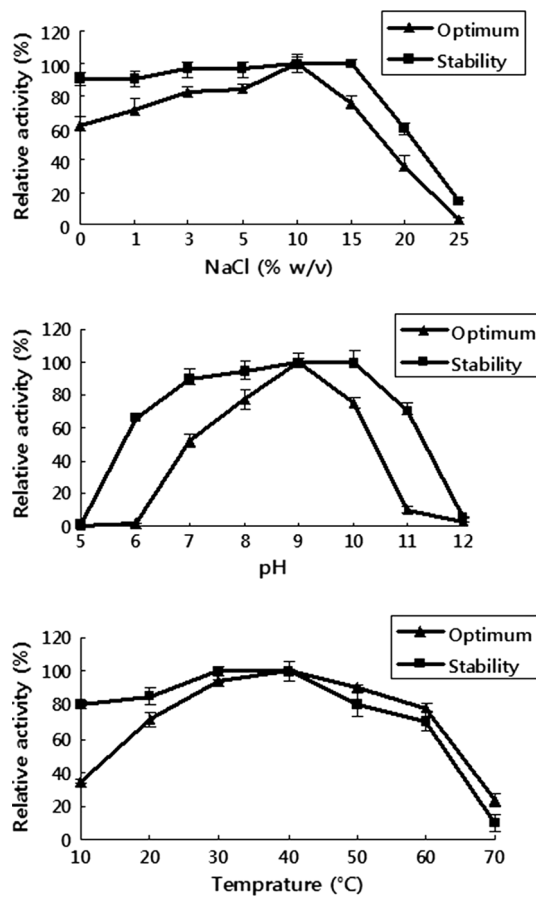 Optimum
Stability
Relative activity (%)
120
100
80
60
40
20
0
0 1 3 5 10 15 20 25
NaCl (% w/v)
Optimum
Stability
Relative activity (%)
120
100
80
60
40
20
0
5 6 7 8 9 10 11 12
pH
Optimum
Stability
Relative activity (%)
120
100
80
60
40
20
0
10 20 30 40 50 60 70
Temprature (°C)